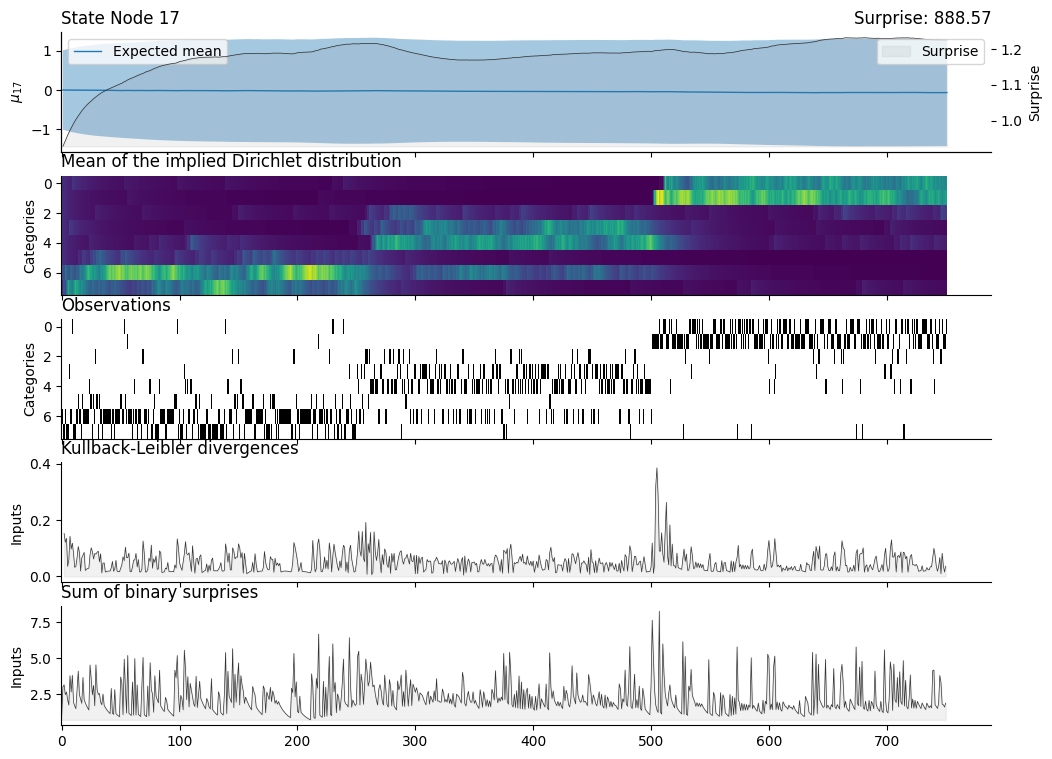 State Node 17 Surprise: 888.57
1 Expected mean Surprise 1.2
0 1.1
−1 1.0
μ17
Surprise
Mean of the implied Dirichlet distribution
0
2
4
6
Categories
Observations
0
2
4
6
Categories
Kullback-Leibler divergences
0.4
0.2
0.0
Inputs
Sum of binary surprises
7.5
5.0
2.5
Inputs
0 100 200 300 400 500 600 700